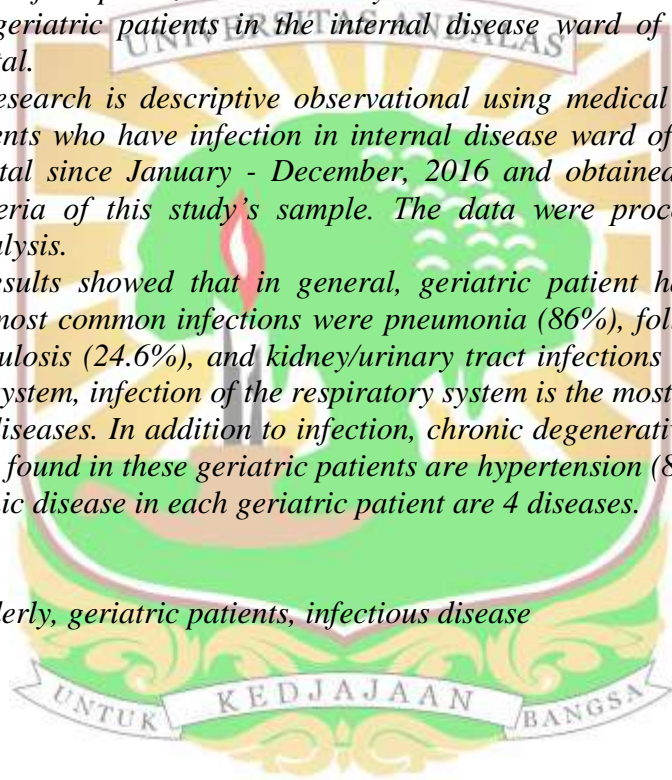 geriatric patients in the internal disease ward of
UNIVERSITAS ANDALAS
tal.
esearch is descriptive observational using medical
ents who have infection in internal disease ward of
tal since January - December, 2016 and obtained
eria of this study's sample. The data were proc
alysis.
esults showed that in general, geriatric patient ha
most common infections were pneumonia (86%), fol
ulosis (24.6%), and kidney/urinary tract infections
ystem, infection of the respiratory system is the most
diseases. In addition to infection, chronic degenerati
found in these geriatric patients are hypertension (8
nic disease in each geriatric patient are 4 diseases.
derly, geriatric patients, infectious disease
UNTUK KEDJAJAAN BANGSA